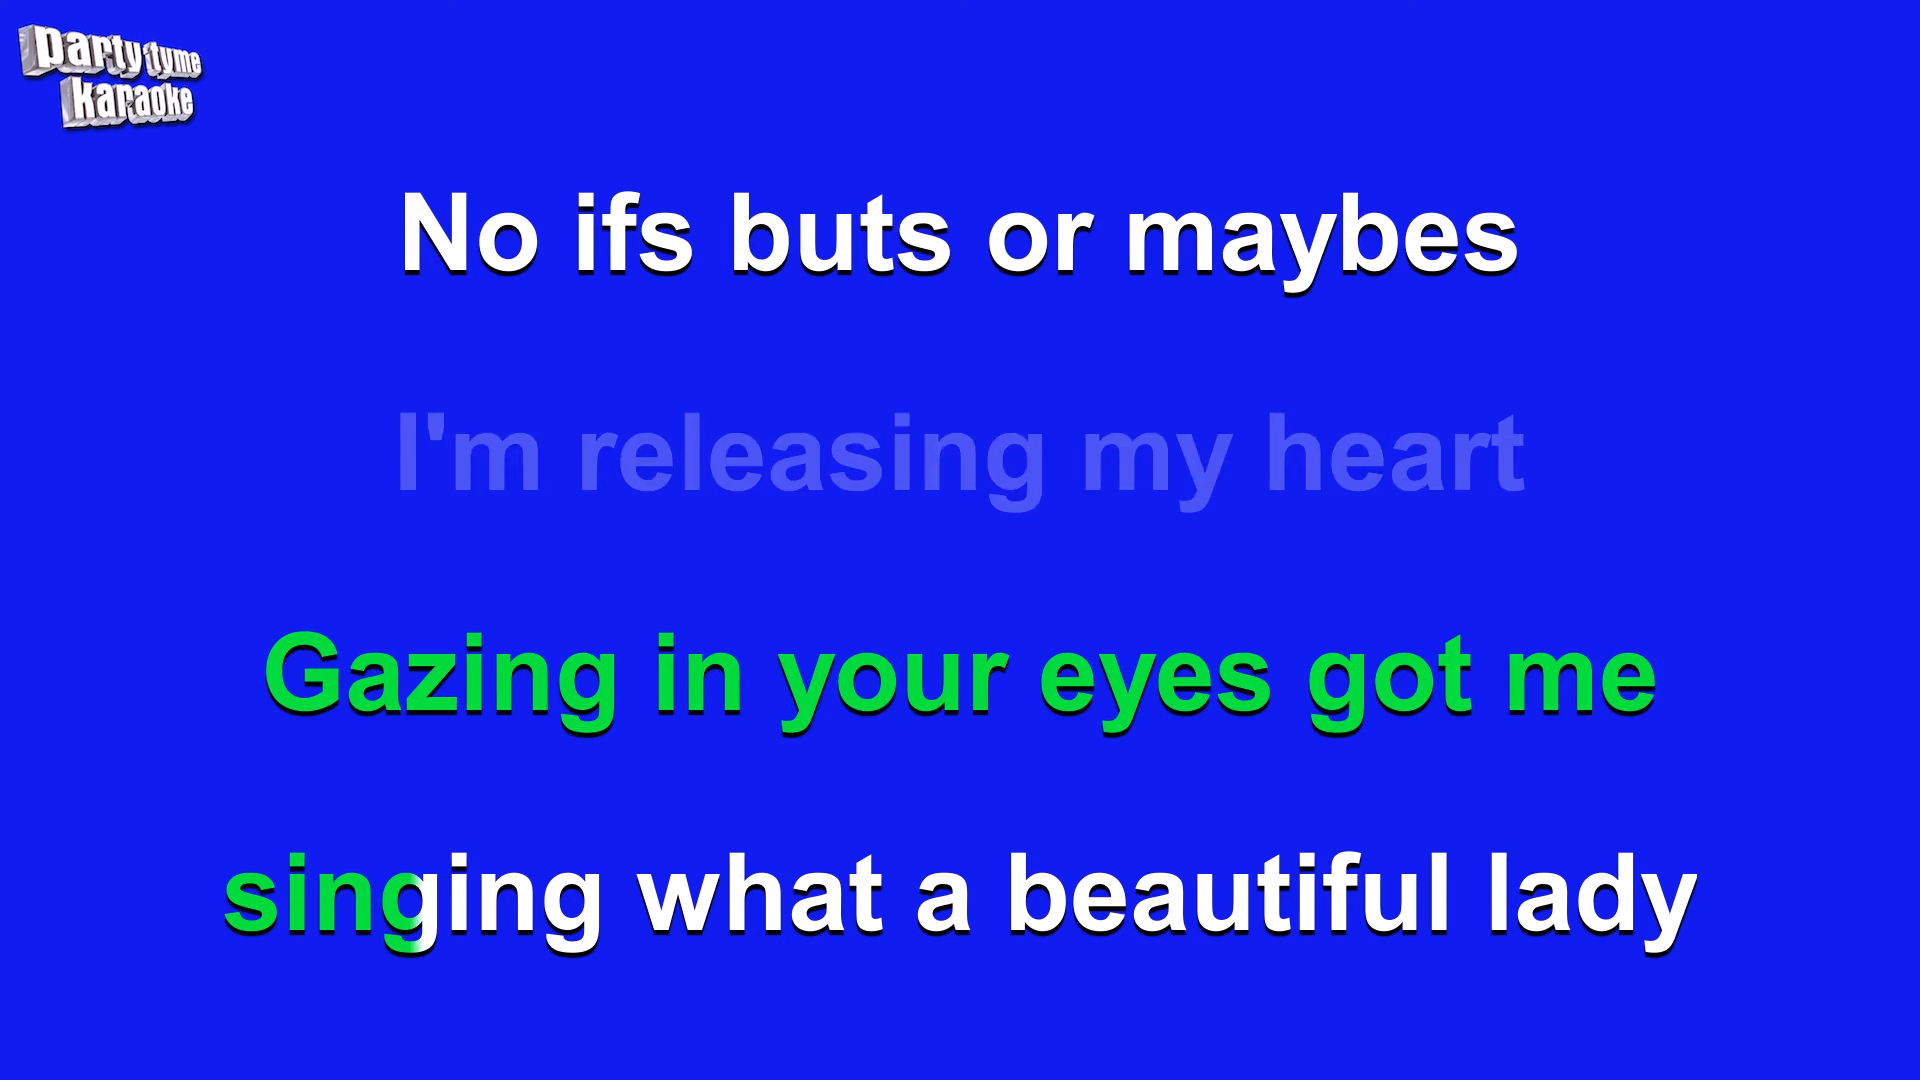 party tyme
karaoke
No ifs buts or maybes
I'm releasing my heart
Gazing in your eyes got me
singing what a beautiful lady